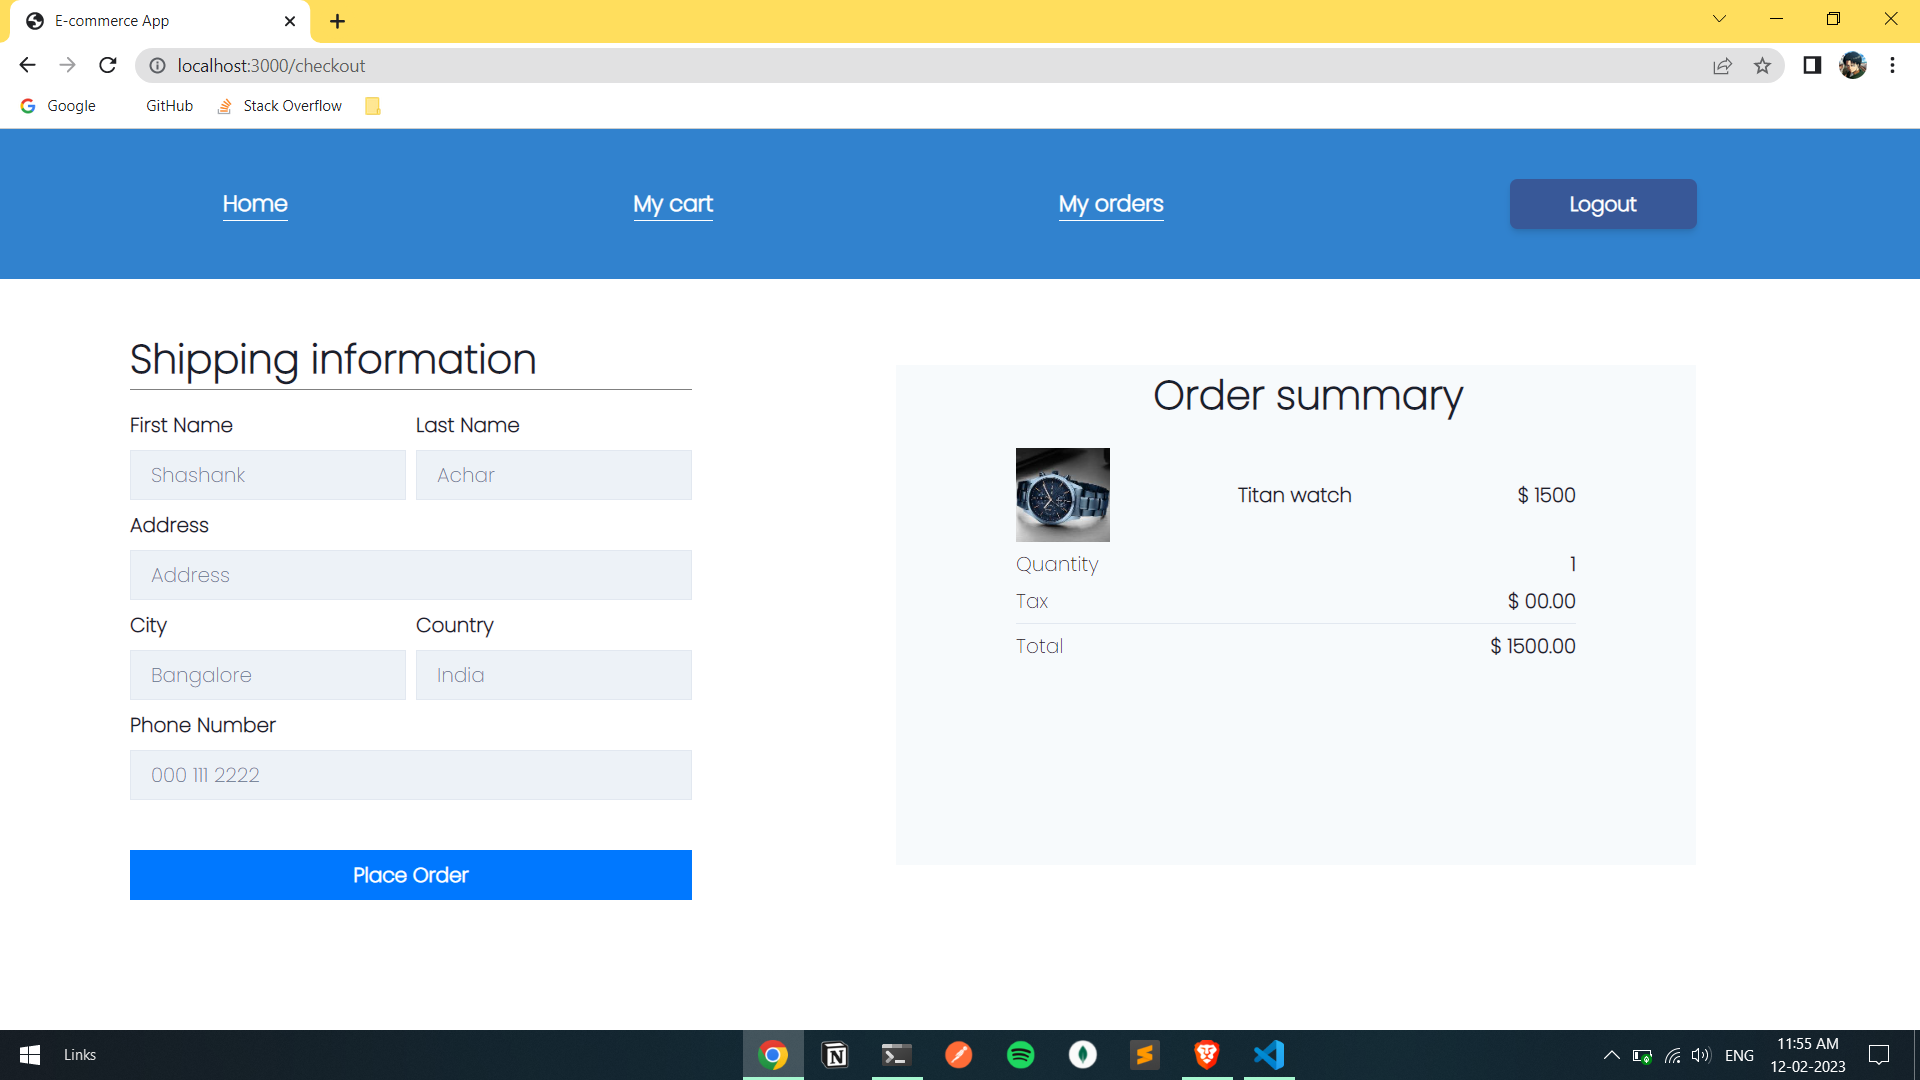 E-commerce App
localhost:3000/checkout
Google GitHub Stack Overflow
Home My cart My orders Logout
Shipping information
First Name Last Name
Shashank Achar
Address
Address
City Country
Bangalore India
Phone Number
000 111 2222
Place Order
Order summary
Titan watch $ 1500
Quantity 1
Tax $ 00.00
Total $ 1500.00
Links
ENG
11:55 AM
12-02-2023